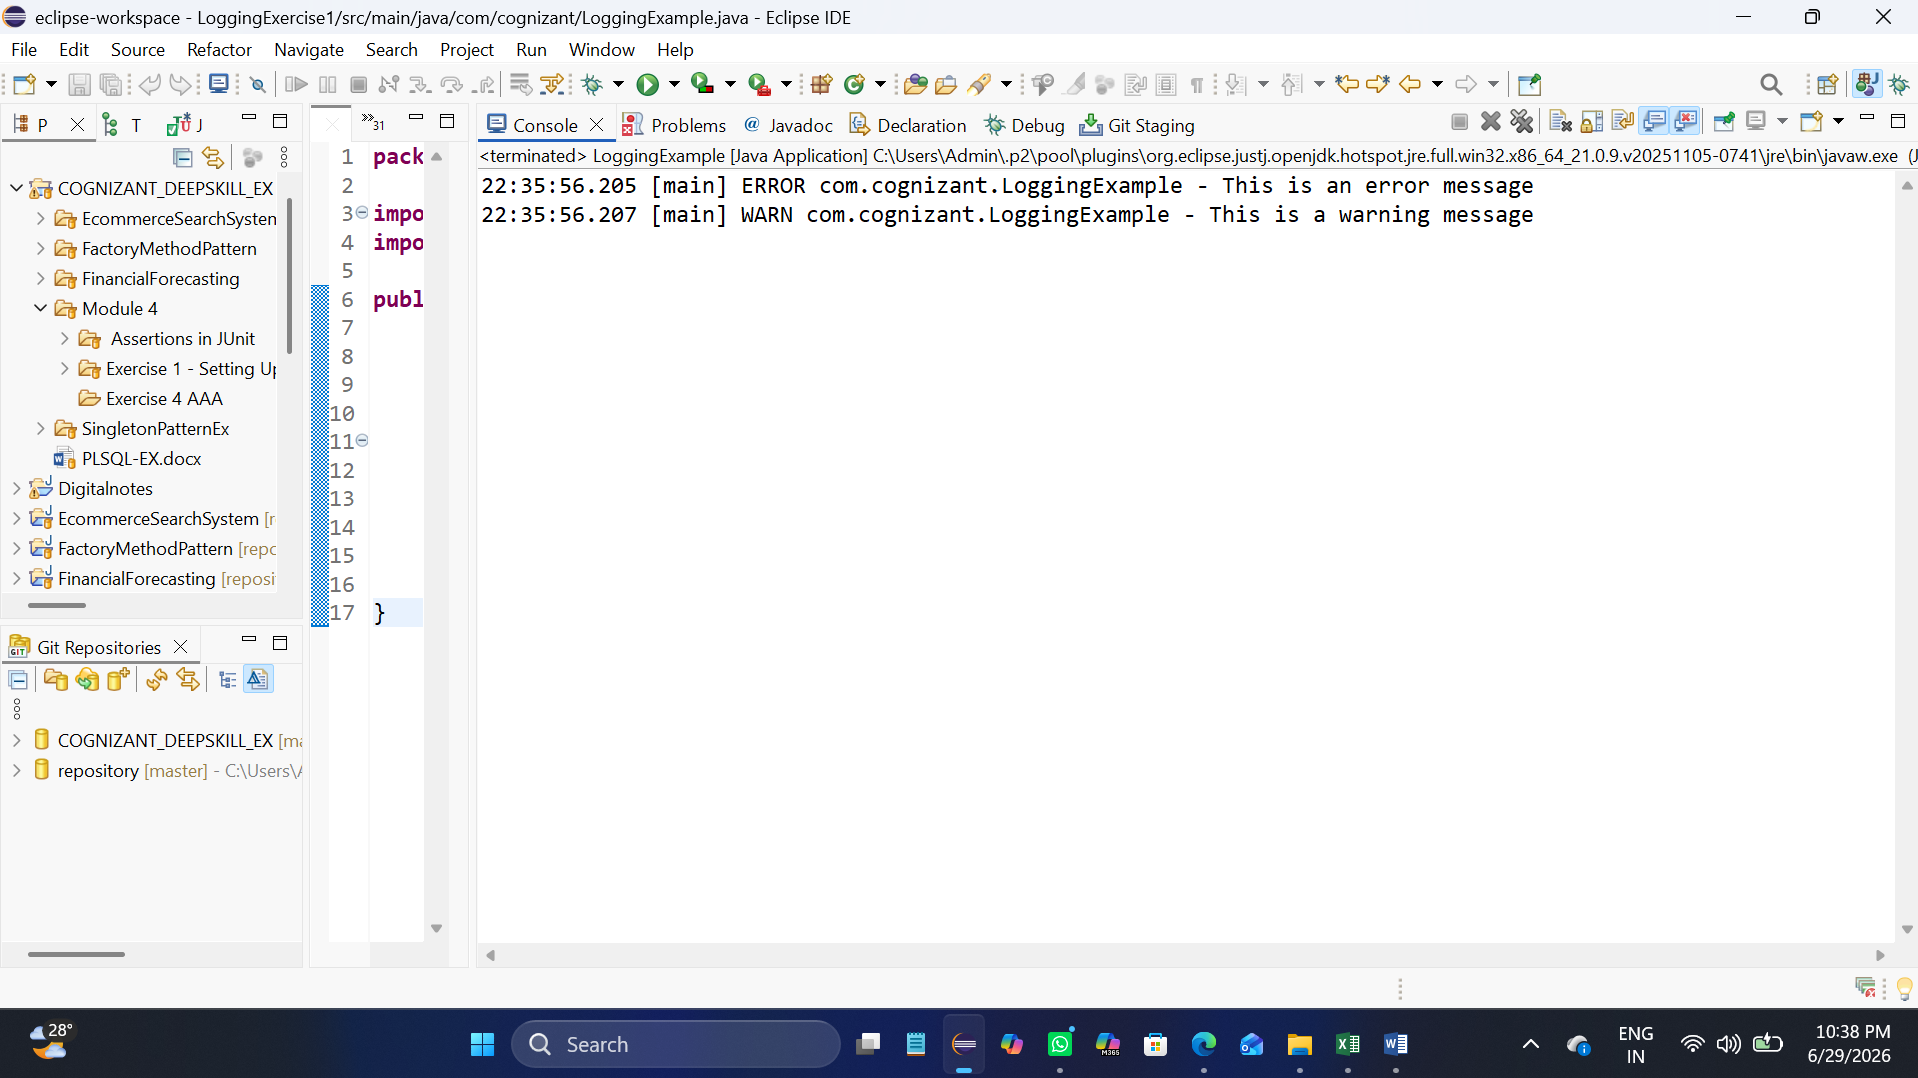 eclipse-workspace - LoggingExercise1/src/main/java/com/cognizant/LoggingExample.java - Eclipse IDE
File Edit Source Refactor Navigate Search Project Run Window Help
P T J
COGNIZANT_DEEPSKILL_EX
EcommerceSearchSystem
FactoryMethodPattern
FinancialForecasting
Module 4
Assertions in JUnit
Exercise 1 - Setting Up
Exercise 4 AAA
SingletonPatternEx
PLSQL-EX.docx
Digitalnotes
EcommerceSearchSystem [r
FactoryMethodPattern [repo
FinancialForecasting [reposi
Git Repositories
COGNIZANT_DEEPSKILL_EX [ma
repository [master] - C:\Users\A
31
1 pack
2
3 impo
4 impo
5
6 publ
7
8
9
10
11
12
13
14
15
16
17 }
Console Problems @ Javadoc Declaration Debug Git Staging
<terminated> LoggingExample [Java Application] C:\Users\Admin\.p2\pool\plugins\org.eclipse.justj.openjdk.hotspot.jre.full.win32.x86_64_21.0.9.v20251105-0741\jre\bin\javaw.exe (J
22:35:56.205 [main] ERROR com.cognizant.LoggingExample - This is an error message
22:35:56.207 [main] WARN com.cognizant.LoggingExample - This is a warning message
28°
Search
M365
ENG
IN
10:38 PM
6/29/2026